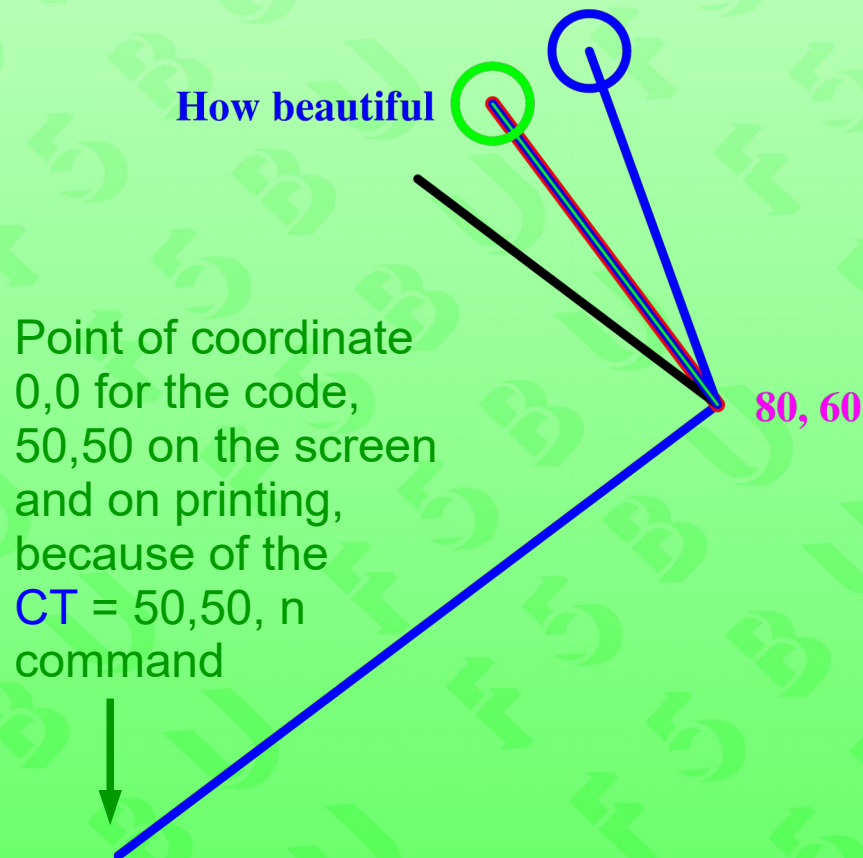 How beautiful
Point of coordinate
0,0 for the code,
80, 60
50,50 on the screen
and on printing,
because of the
CT = 50,50, n
command